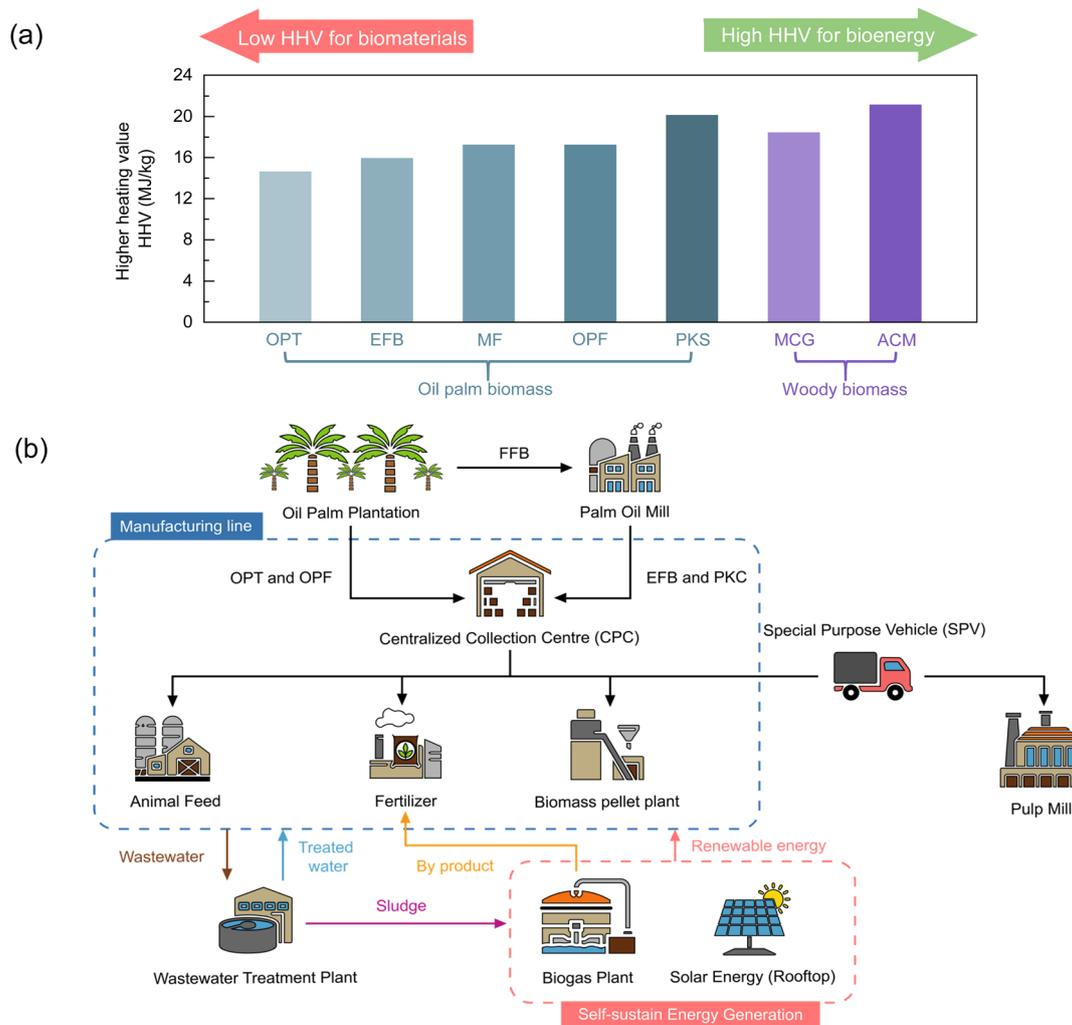 (a)
Low HHV for biomaterials
High HHV for bioenergy
Higher heating value
HHV (MJ/kg)
24
20
16
12
8
4
0
OPT
EFB
MF
OPF
PKS
MCG
ACM
Oil palm biomass
Woody biomass
(b)
FFB
Oil Palm Plantation
Palm Oil Mill
Manufacturing line
OPT and OPF
EFB and PKC
Centralized Collection Centre (CPC)
Special Purpose Vehicle (SPV)
Animal Feed
Fertilizer
Biomass pellet plant
Pulp Mill
Wastewater
Treated
water
By product
Renewable energy
Sludge
Wastewater Treatment Plant
Biogas Plant
Solar Energy (Rooftop)
Self-sustain Energy Generation